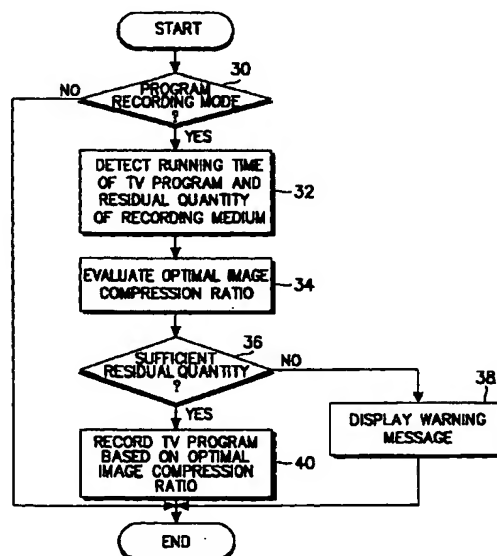 START
30
PROGRAM
RECORDING MODE
?
NO
YES
DETECT RUNNING TIME
OF TV PROGRAM AND
RESIDUAL QUANTITY
OF RECORDING MEDIUM
32
EVALUATE OPTIMAL IMAGE
COMPRESSION RATIO
34
36
SUFFICIENT
RESIDUAL QUANTITY
?
NO
YES
38
DISPLAY WARNING
MESSAGE
RECORD TV PROGRAM
BASED ON OPTIMAL
IMAGE COMPRESSION
RATIO
40
END